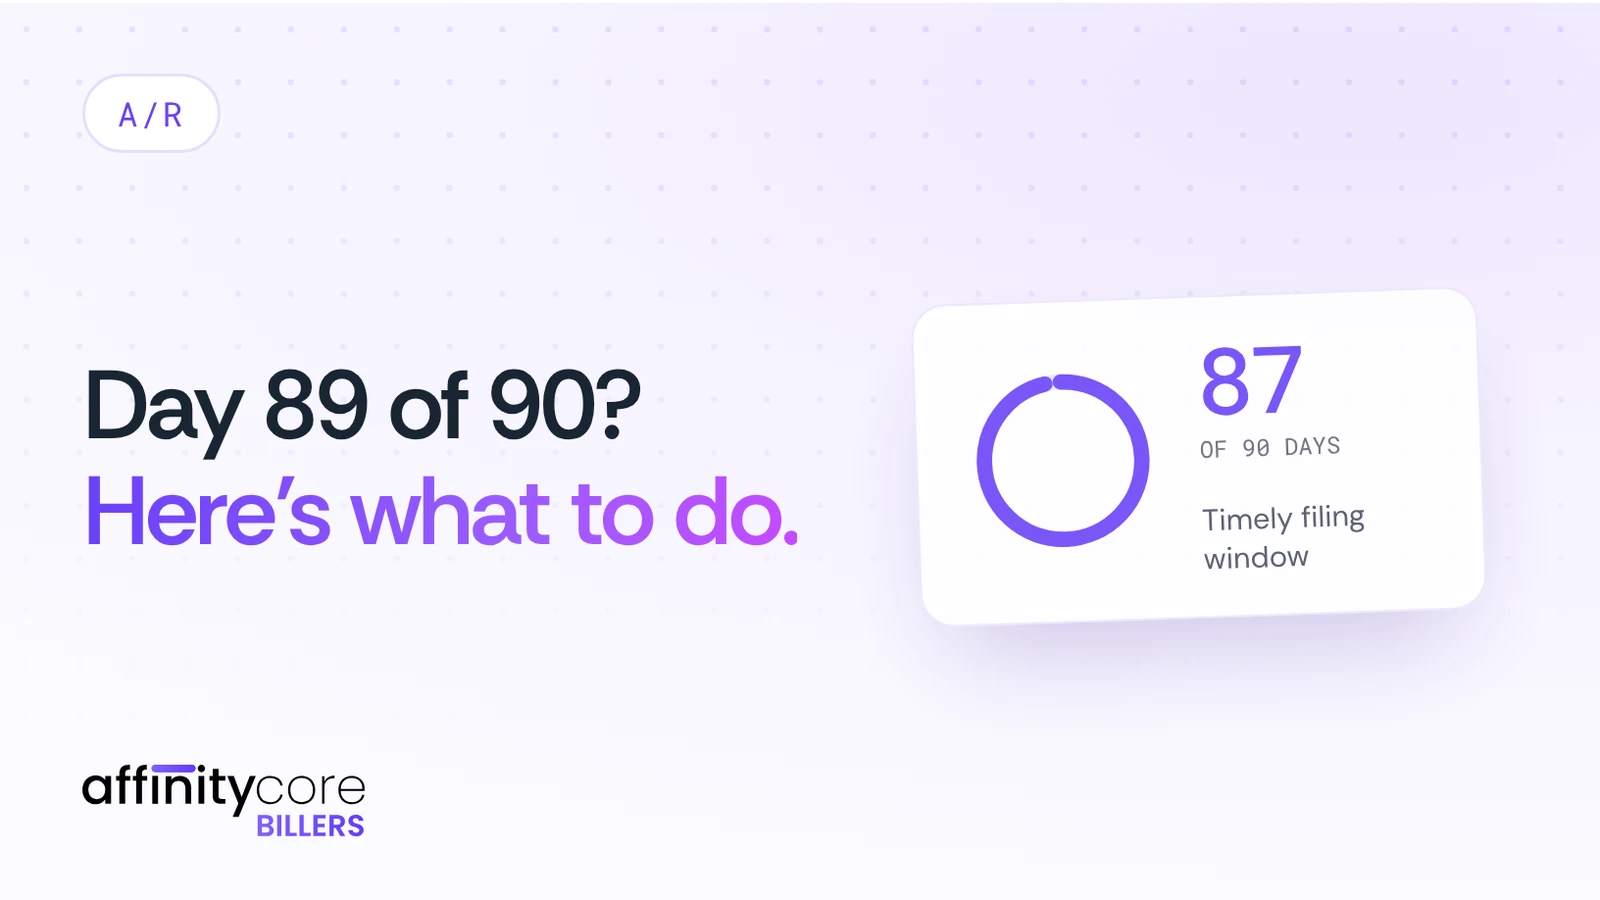 A/R
Day 89 of 90?
Here’s what to do.
87
OF 90 DAYS
Timely filing
window
affinitycore
BILLERS